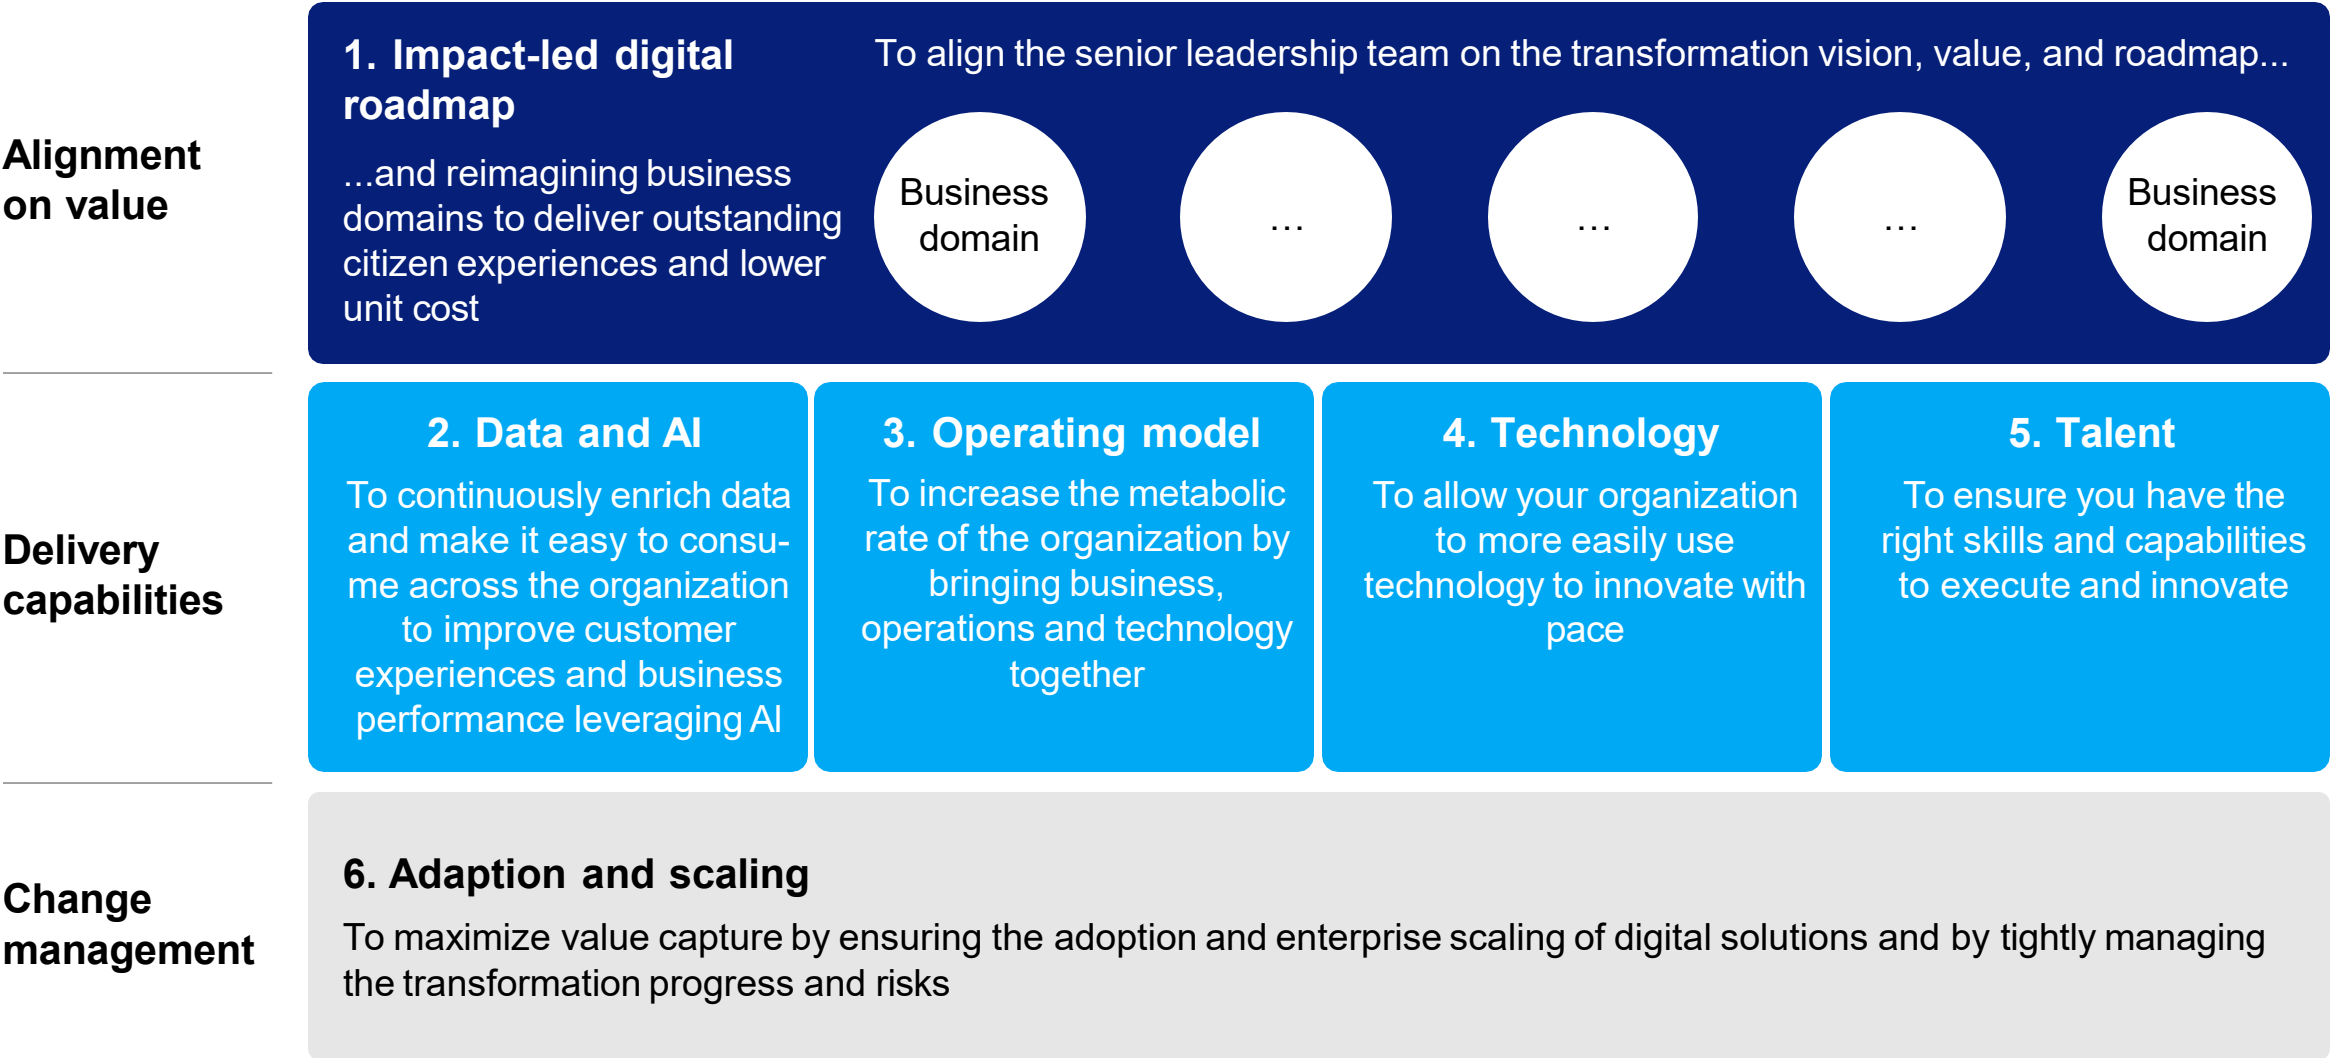 Alignment
on value
1. Impact-led digital
roadmap
...and reimagining business
domains to deliver outstanding
citizen experiences and lower
unit cost
To align the senior leadership team on the transformation vision, value, and roadmap...
Business
domain
...
...
...
Business
domain
Delivery
capabilities
2. Data and AI
To continuously enrich data
and make it easy to consu-
me across the organization
to improve customer
experiences and business
performance leveraging AI
3. Operating model
To increase the metabolic
rate of the organization by
bringing business,
operations and technology
together
4. Technology
To allow your organization
to more easily use
technology to innovate with
pace
5. Talent
To ensure you have the
right skills and capabilities
to execute and innovate
Change
management
6. Adaption and scaling
To maximize value capture by ensuring the adoption and enterprise scaling of digital solutions and by tightly managing
the transformation progress and risks